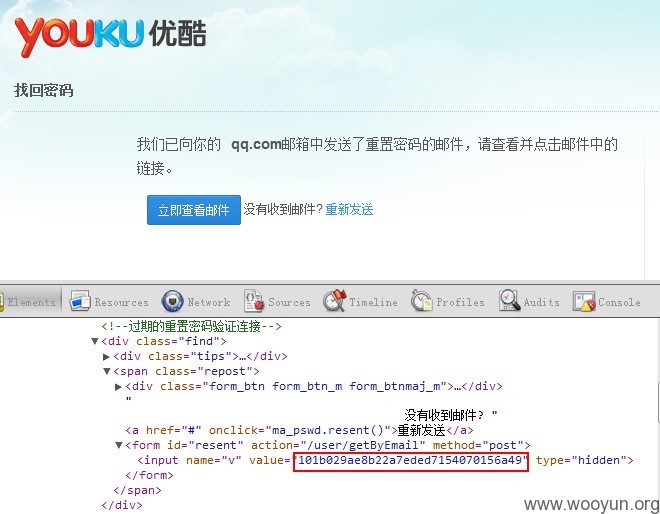 YOUKU 优酷
找回密码
我们已向你的 qq.com邮箱中发送了重置密码的邮件，请查看并点击邮件中的
链接。
立即查看邮件 没有收到邮件? 重新发送
Elements Resources Network Sources Timeline Profiles Audits Console
<!--过期的重置密码验证连接-->
▼<div class="find">
▶<div class="tips">…</div>
▼<span class="repost">
▶<div class="form_btn form_btn_m form_btnmaj_m">…</div>
"
没有收到邮件? "
<a href="#" onclick="ma_pswd.resent()">重新发送</a>
▼<form id="resent" action="/user/getByEmail" method="post">
<input name="v" value="101b029ae8b22a7eded7154070156a49" type="hidden">
</form>
</span>
</div>
www.wooyun.org